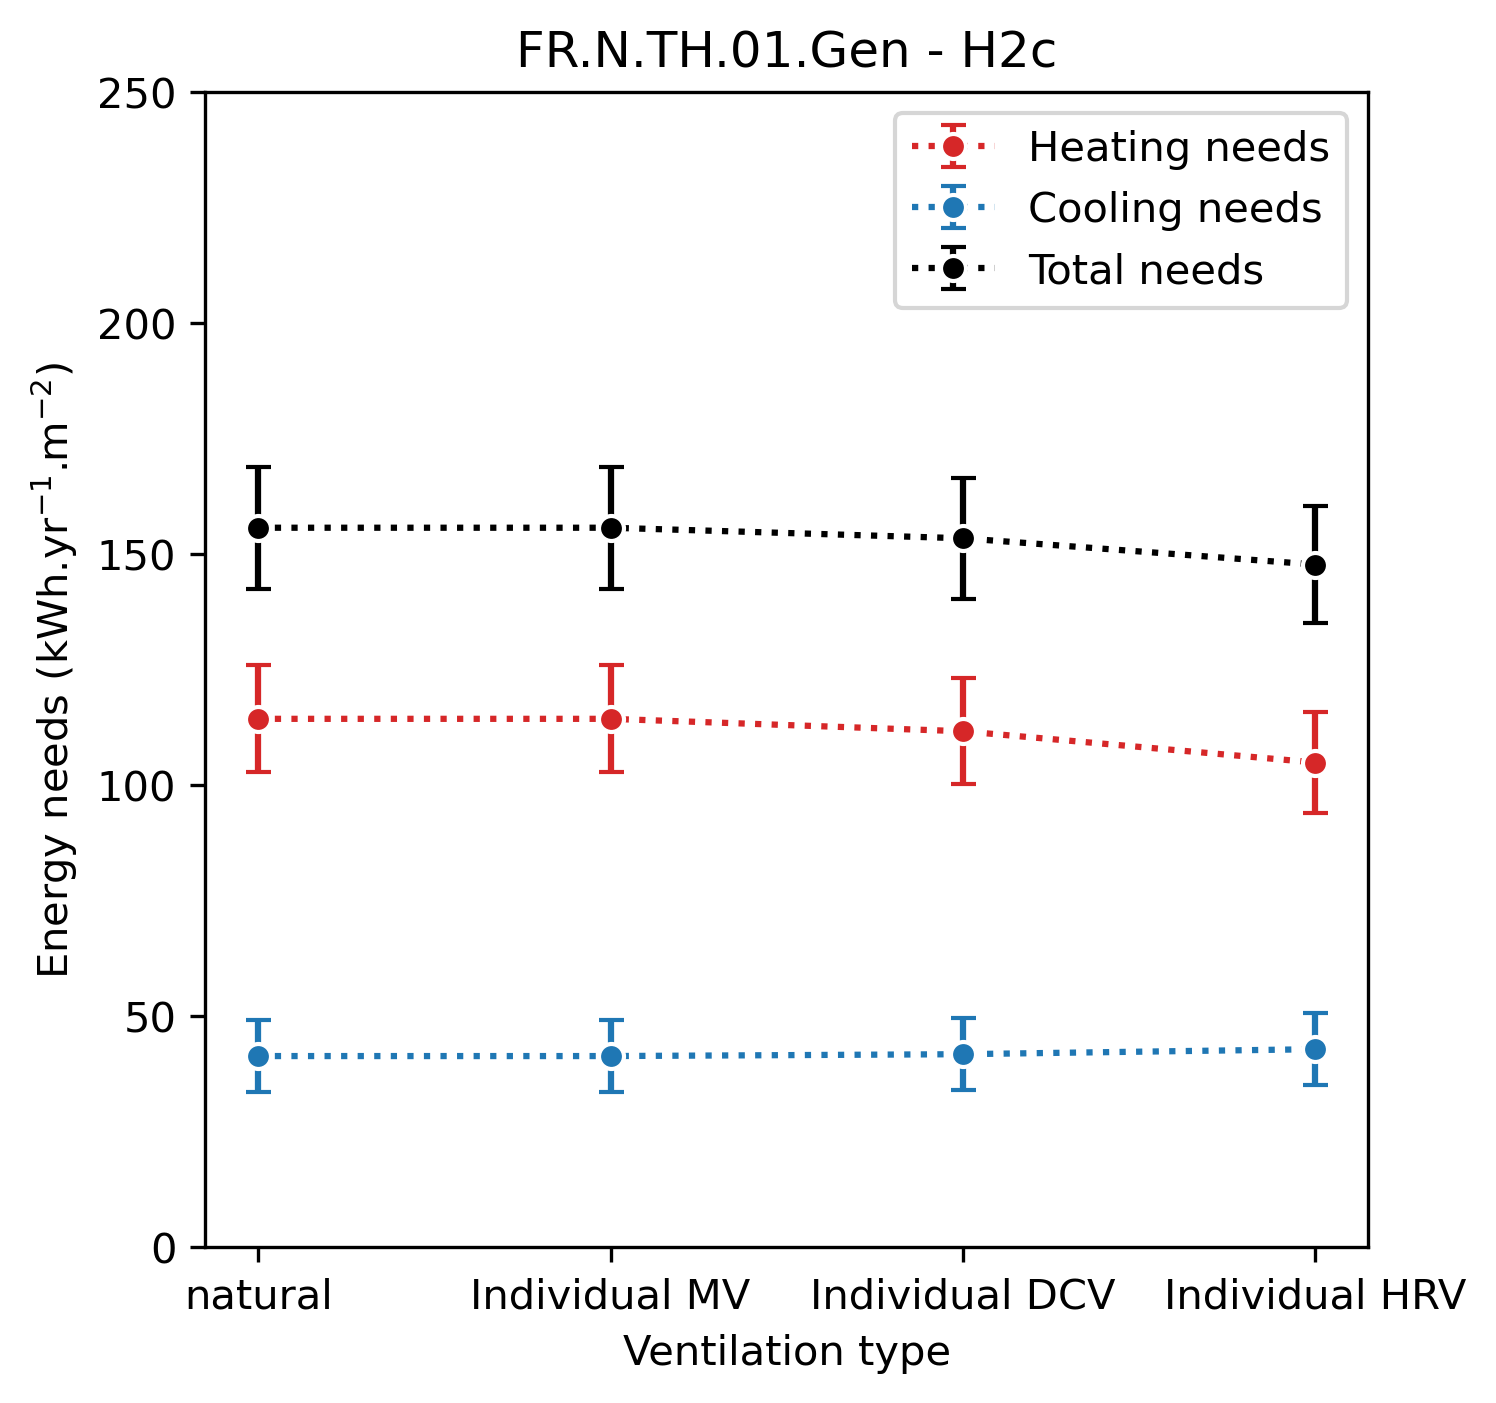 FR.N.TH.01.Gen - H2c
250
200
150
100
50
0
Energy needs (kWh.yr⁻¹.m⁻²)
Heating needs
Cooling needs
Total needs
natural
Individual MV
Individual DCV
Individual HRV
Ventilation type